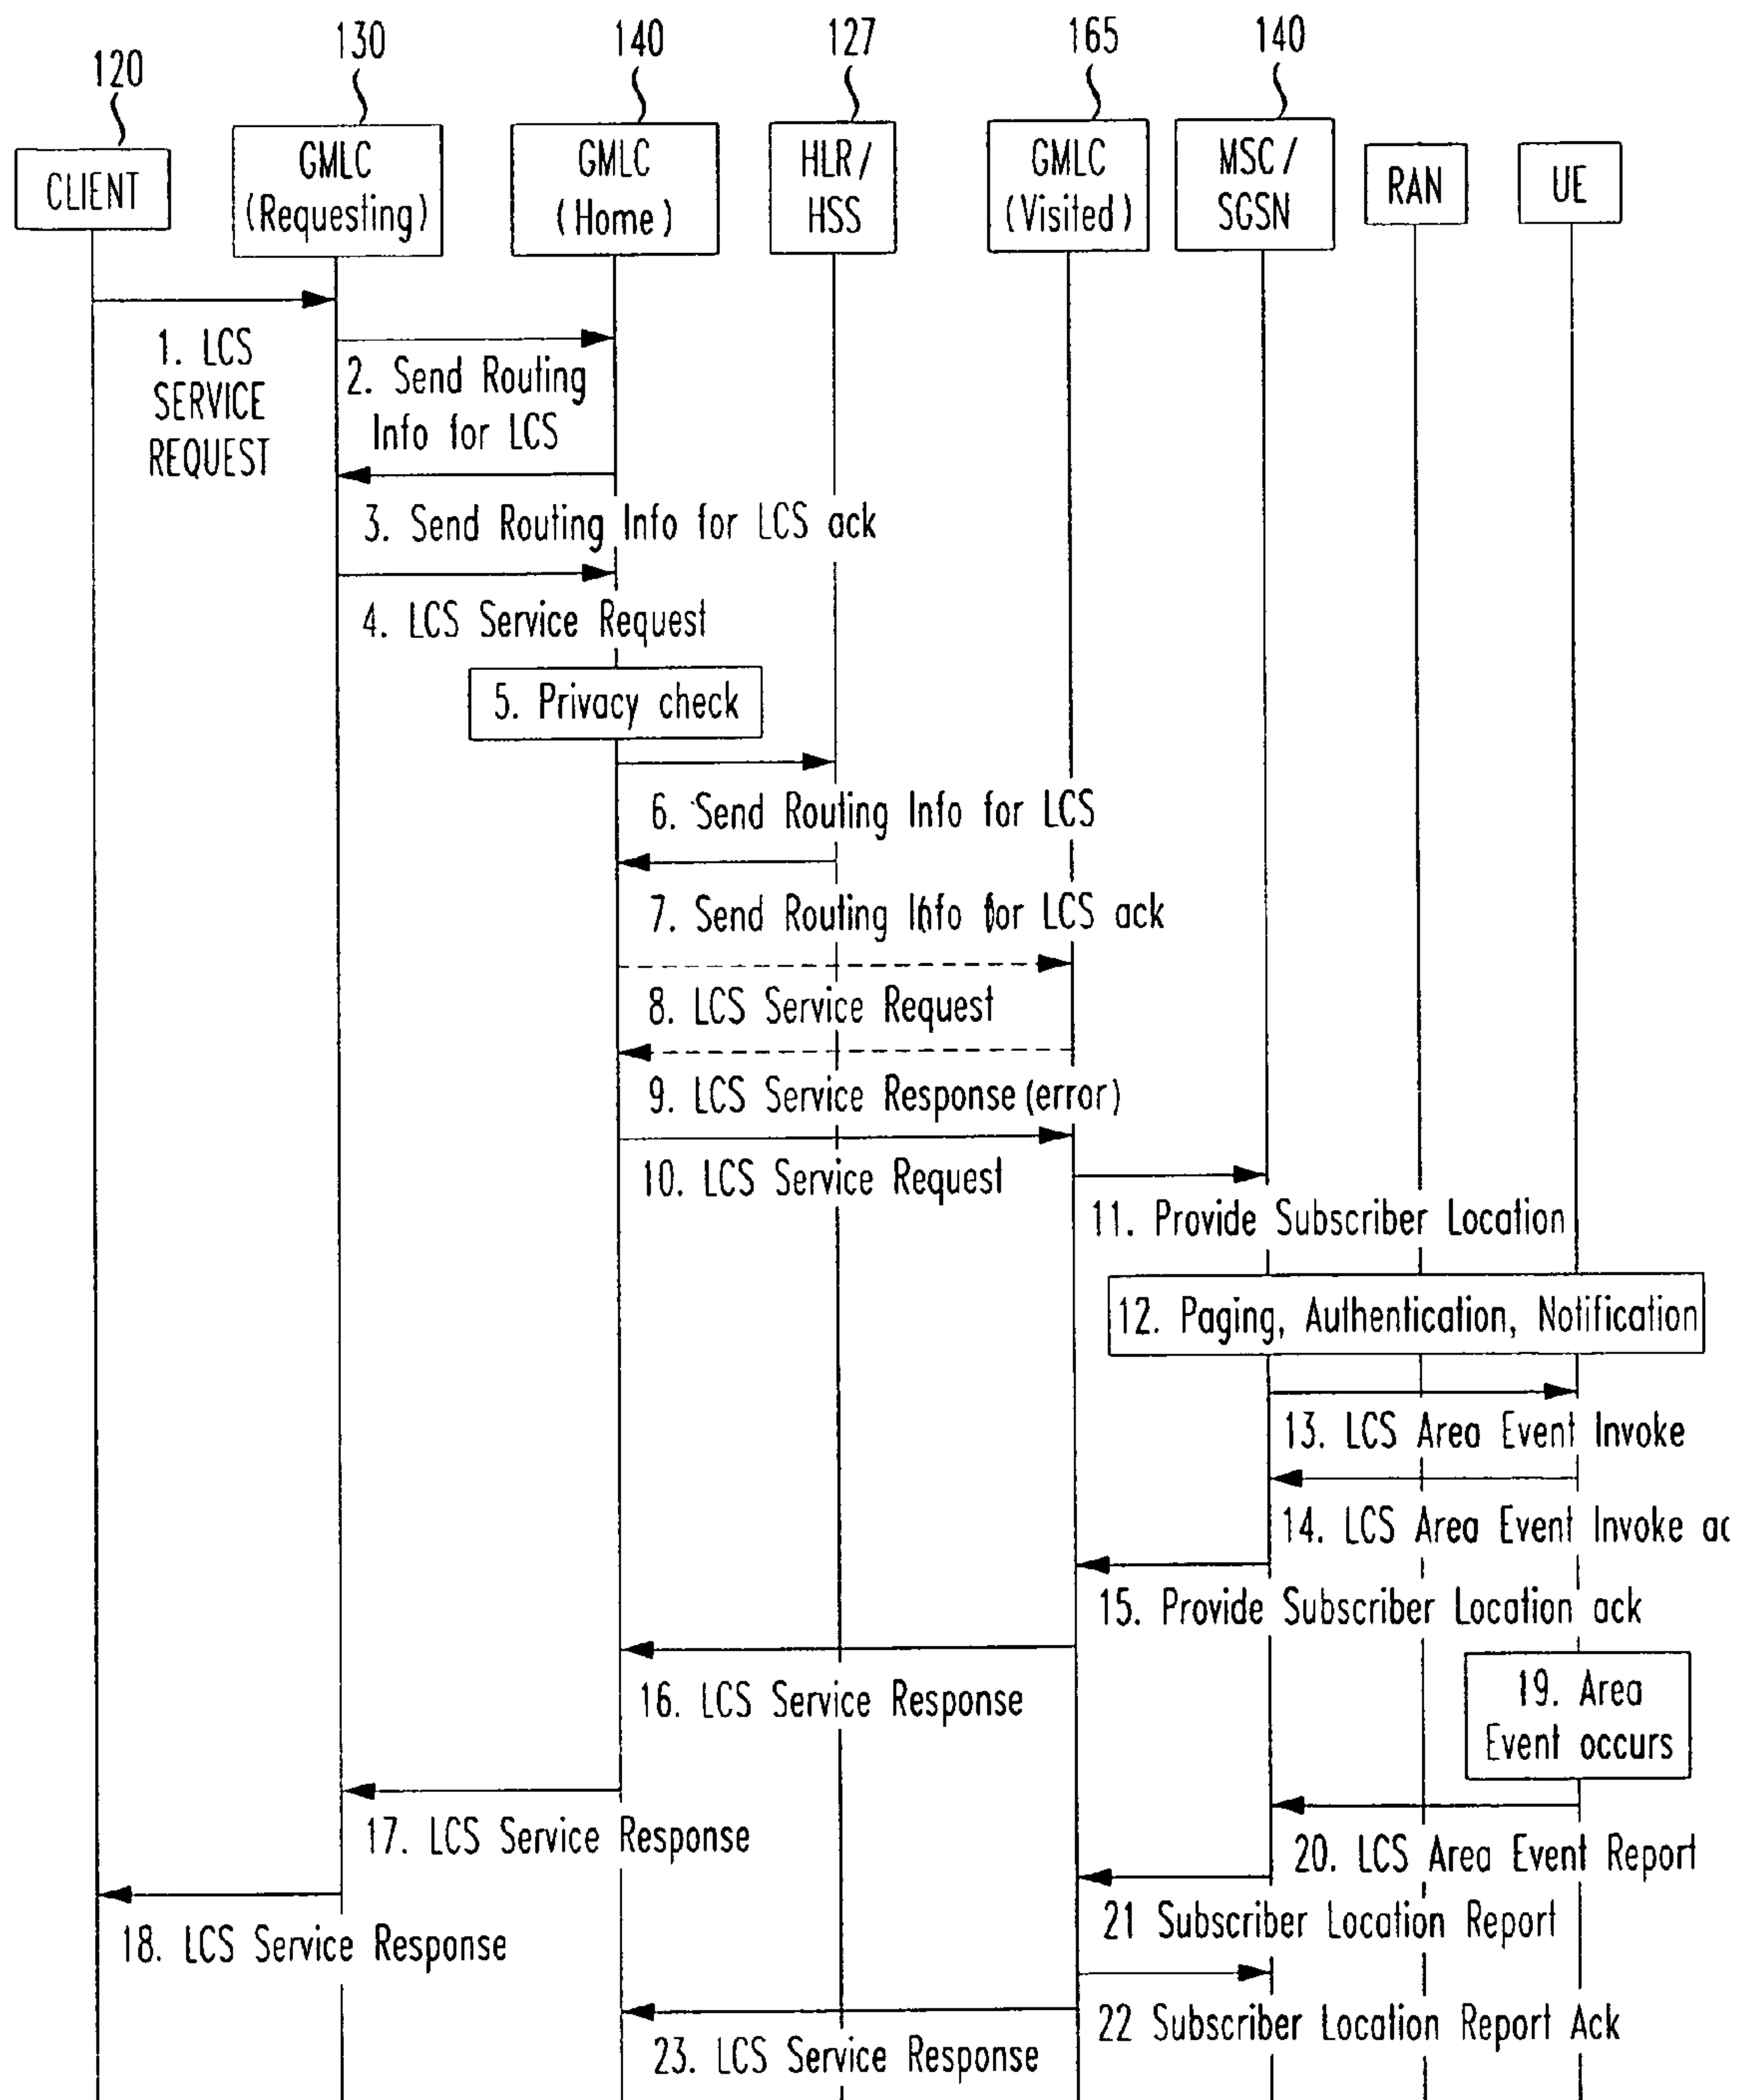 120
130
140
127
165
140
CLIENT
GMLC
(Requesting)
GMLC
(Home)
HLR/
HSS
GMLC
(Visited)
MSC/
SGSN
RAN
UE
1. LCS
SERVICE
REQUEST
2. Send Routing
Info for LCS
3. Send Routing Info for LCS ack
4. LCS Service Request
5. Privacy check
6. Send Routing Info for LCS
7. Send Routing Info for LCS ack
8. LCS Service Request
9. LCS Service Response (error)
10. LCS Service Request
11. Provide Subscriber Location
12. Paging, Authentication, Notification
13. LCS Area Event Invoke
14. LCS Area Event Invoke ac
15. Provide Subscriber Location ack
16. LCS Service Response
19. Area
Event occurs
17. LCS Service Response
20. LCS Area Event Report
18. LCS Service Response
21 Subscriber Location Report
22 Subscriber Location Report Ack
23. LCS Service Response